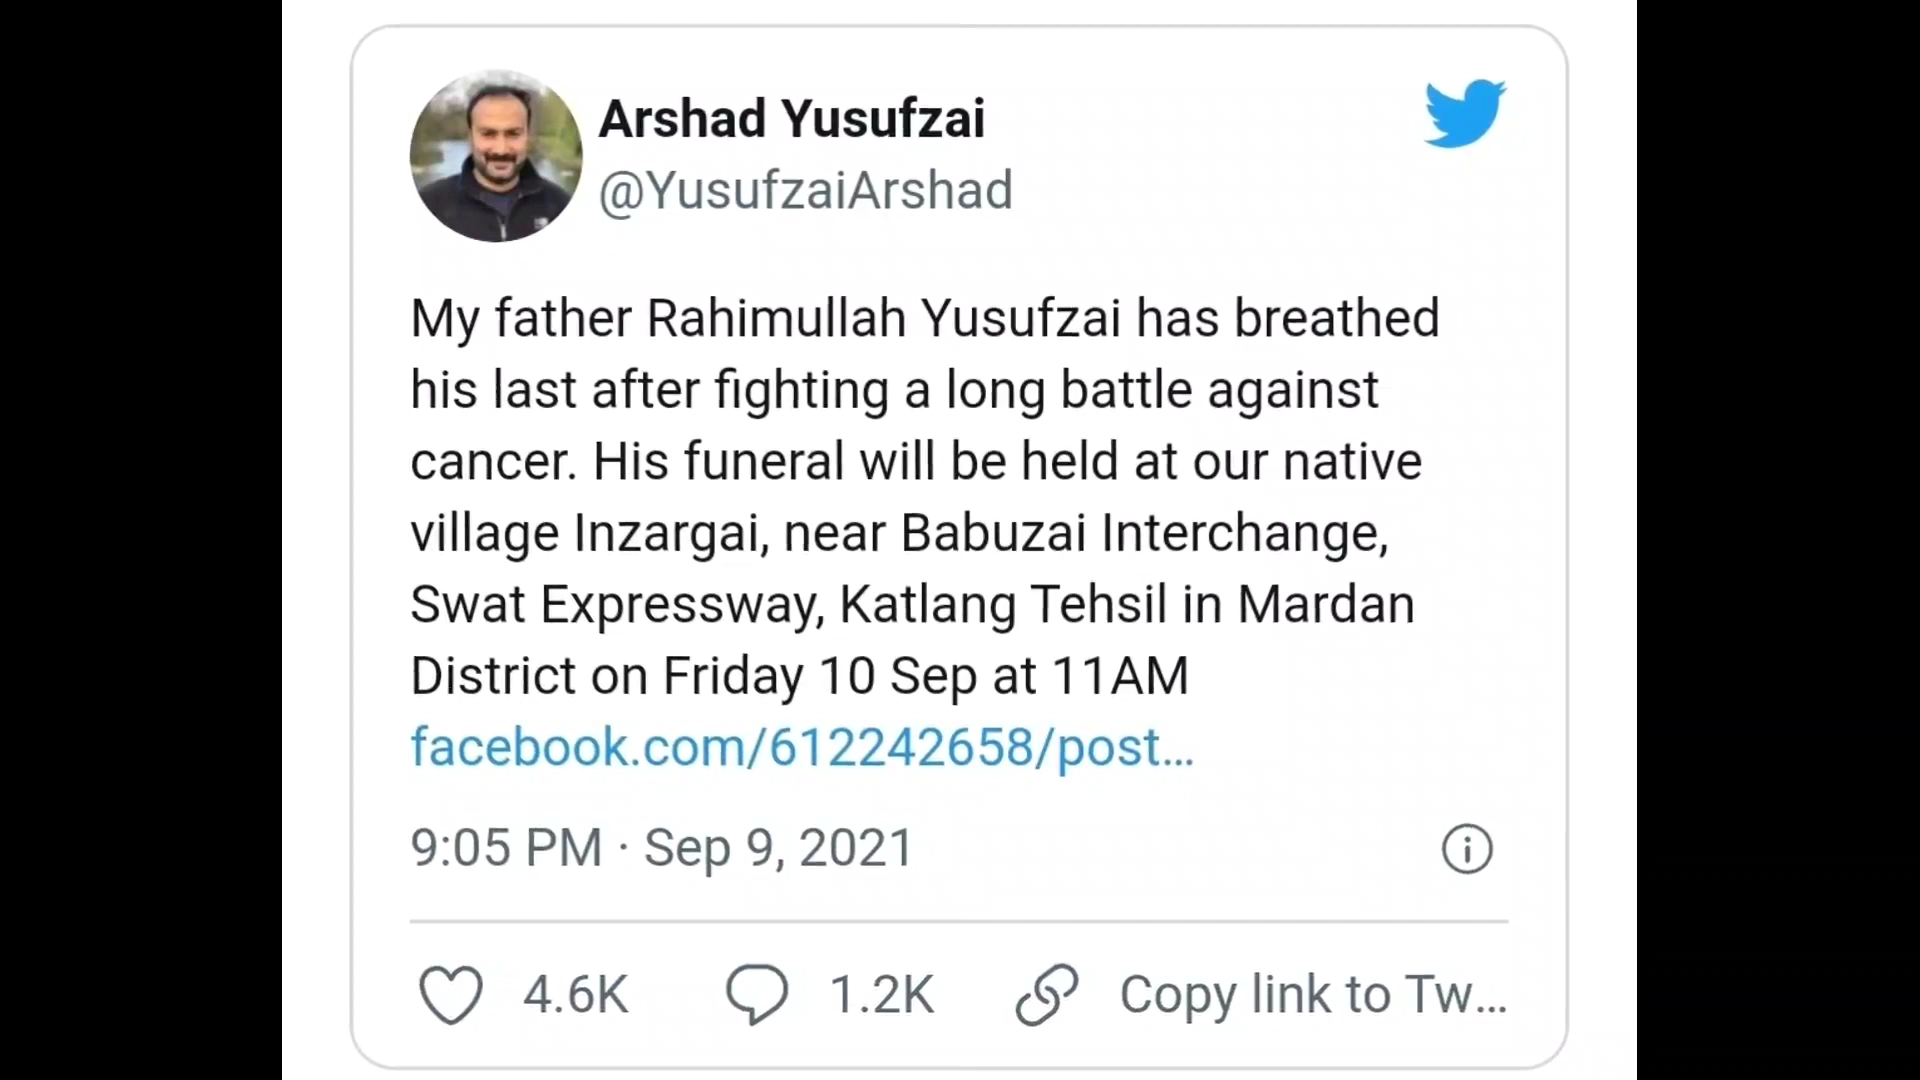 Arshad Yusufzai
@YusufzaiArshad
My father Rahimullah Yusufzai has breathed
his last after fighting a long battle against
cancer. His funeral will be held at our native
village Inzargai, near Babuzai Interchange,
Swat Expressway, Katlang Tehsil in Mardan
District on Friday 10 Sep at 11AM
facebook.com/612242658/post…
9:05 PM · Sep 9, 2021
4.6K 1.2K Copy link to Tw…